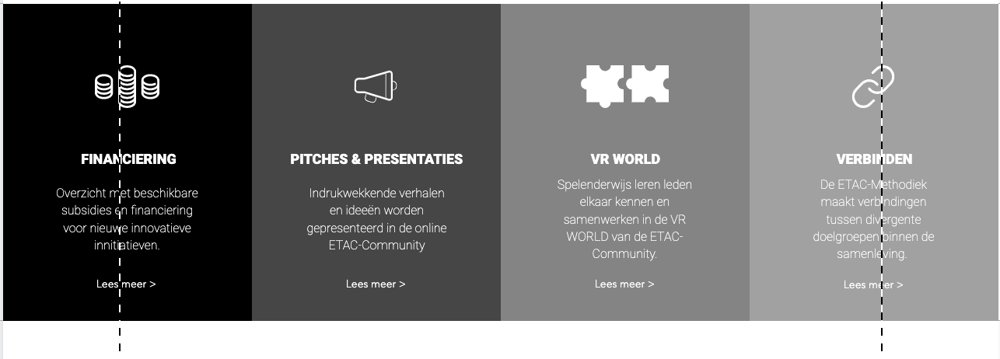 FINANCIERING
Overzicht met beschikbare
subsidies en financiering
voor nieuwe innovatieve
innitiatieven.
Lees meer >
PITCHES & PRESENTATIES
Indrukwekkende verhalen
en ideeën worden
gepresenteerd in de online
ETAC-Community
Lees meer >
VR WORLD
Spelenderwijs leren leden
elkaar kennen en
samenwerken in de VR
WORLD van de ETAC-
Community.
Lees meer >
VERBINDEN
De ETAC-Methodiek
maakt verbindingen
tussen divergente
doelgroepen binnen de
samenleving.
Lees meer >